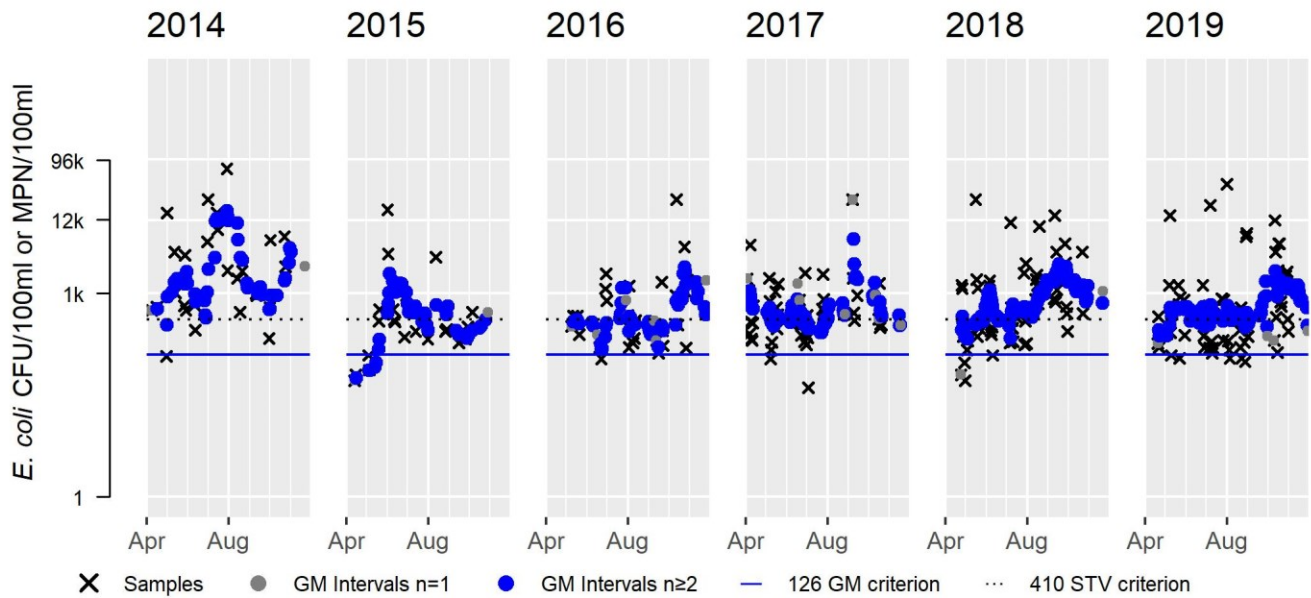 2014 2015 2016 2017 2018 2019
E. coli CFU/100ml or MPN/100ml
96k
12k
1k
1
Apr Aug Apr Aug Apr Aug Apr Aug Apr Aug Apr Aug
Samples GM Intervals n=1 GM Intervals n≥2 126 GM criterion 410 STV criterion